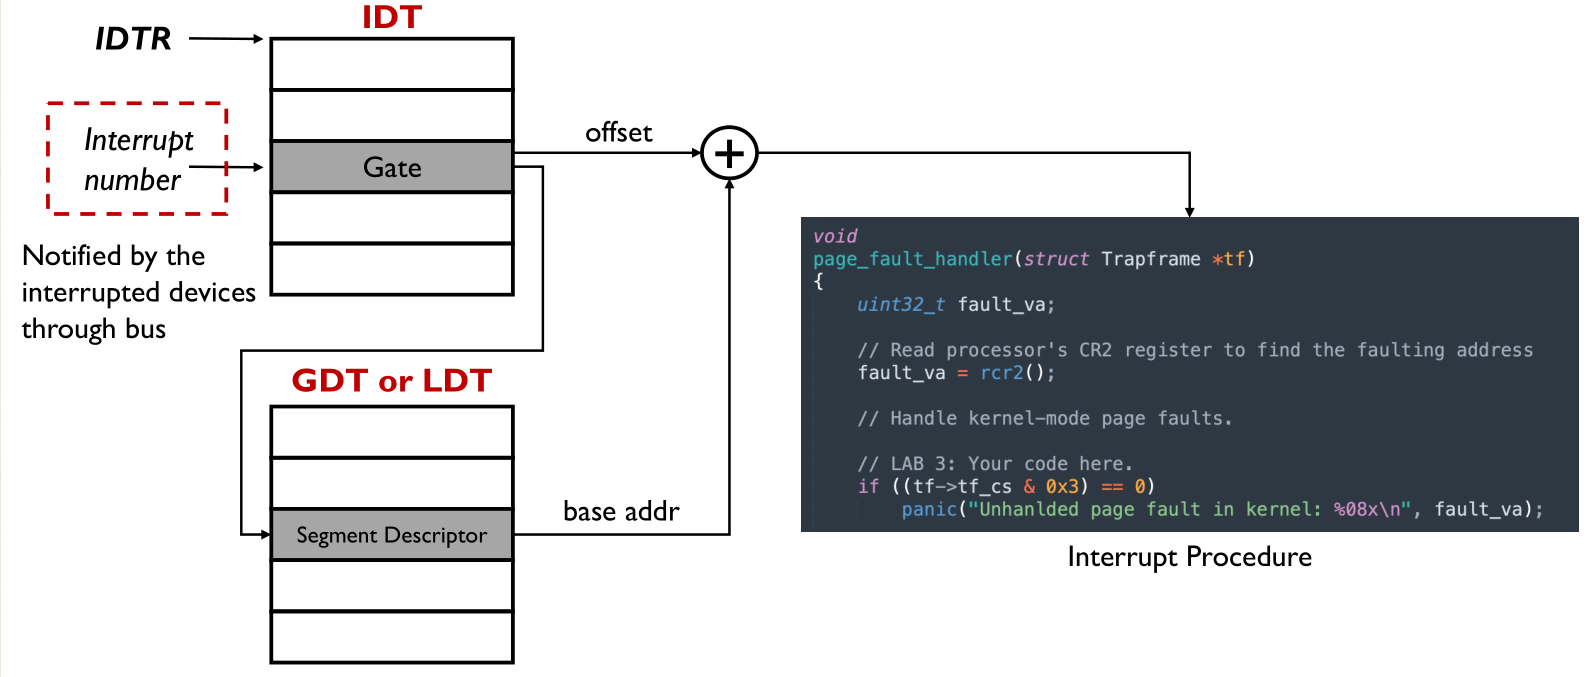 IDT
IDTR
Interrupt
number
Gate
offset
+
Notified by the
interrupted devices
through bus
GDT or LDT
Segment Descriptor
base addr
void
page_fault_handler(struct Trapframe *tf)
{
    uint32_t fault_va;
    // Read processor's CR2 register to find the faulting address
    fault_va = rcr2();
    // Handle kernel-mode page faults.
    // LAB 3: Your code here.
    if ((tf->tf_cs & 0x3) == 0)
        panic("Unhanlded page fault in kernel: %08x\n", fault_va);
Interrupt Procedure